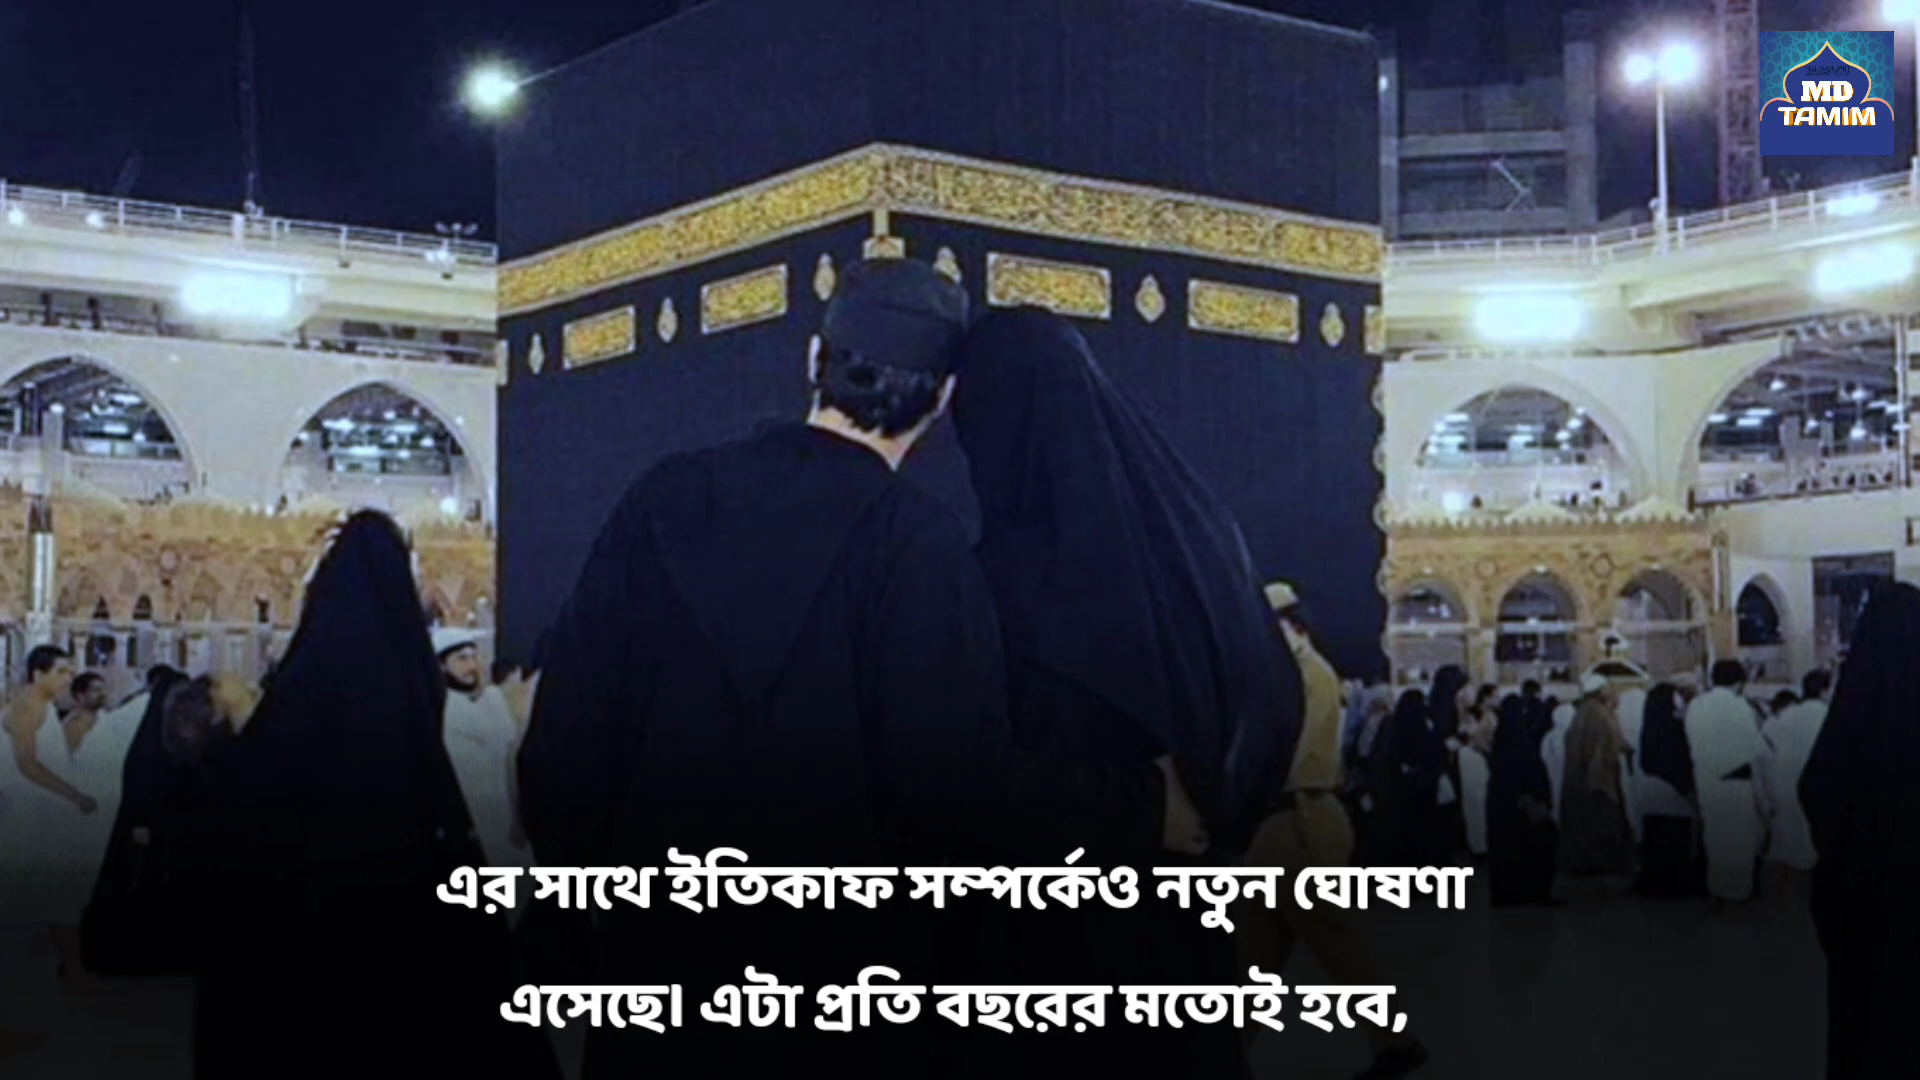 MD
TAMIM
এর সাথে ইতিকাফ সম্পর্কেও নতুন ঘোষণা
এসেছে। এটা প্রতি বছরের মতোই হবে,